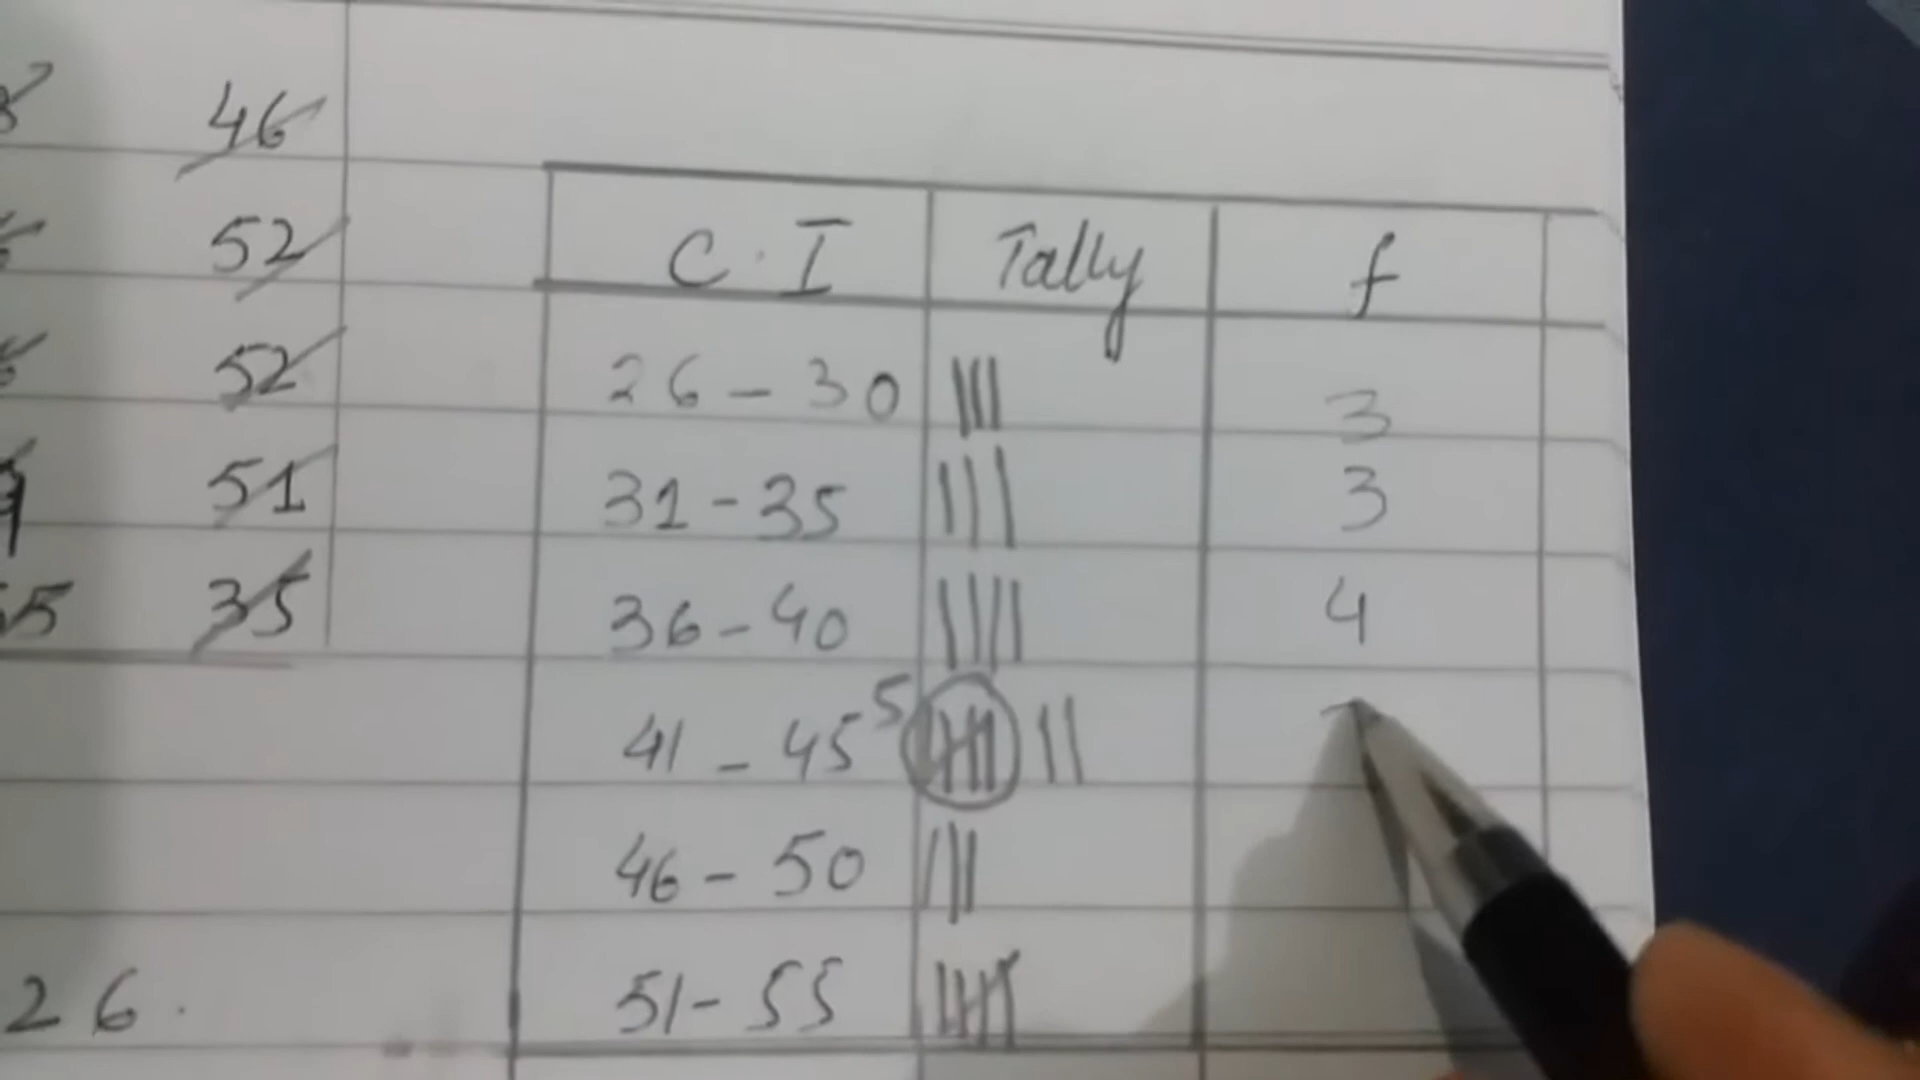 46
52
52
51
35
26.
C.I Tally f
26-30 ||| 3
31-35 ||| 3
36-40 |||| 4
41-45 5 |||| ||
46-50 |||
51-55 ||||